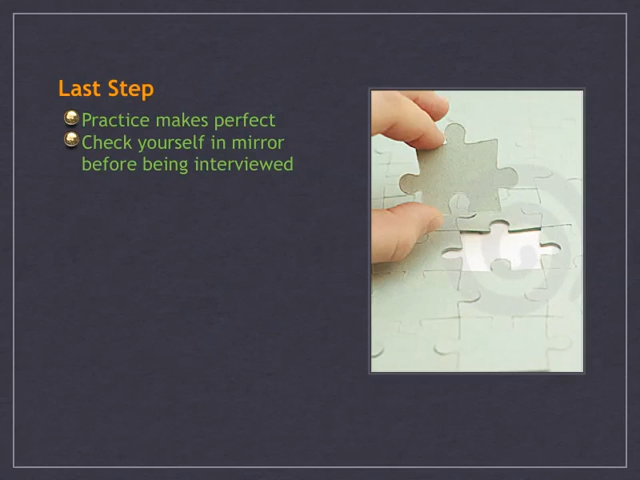 Last Step
Practice makes perfect
Check yourself in mirror
before being interviewed